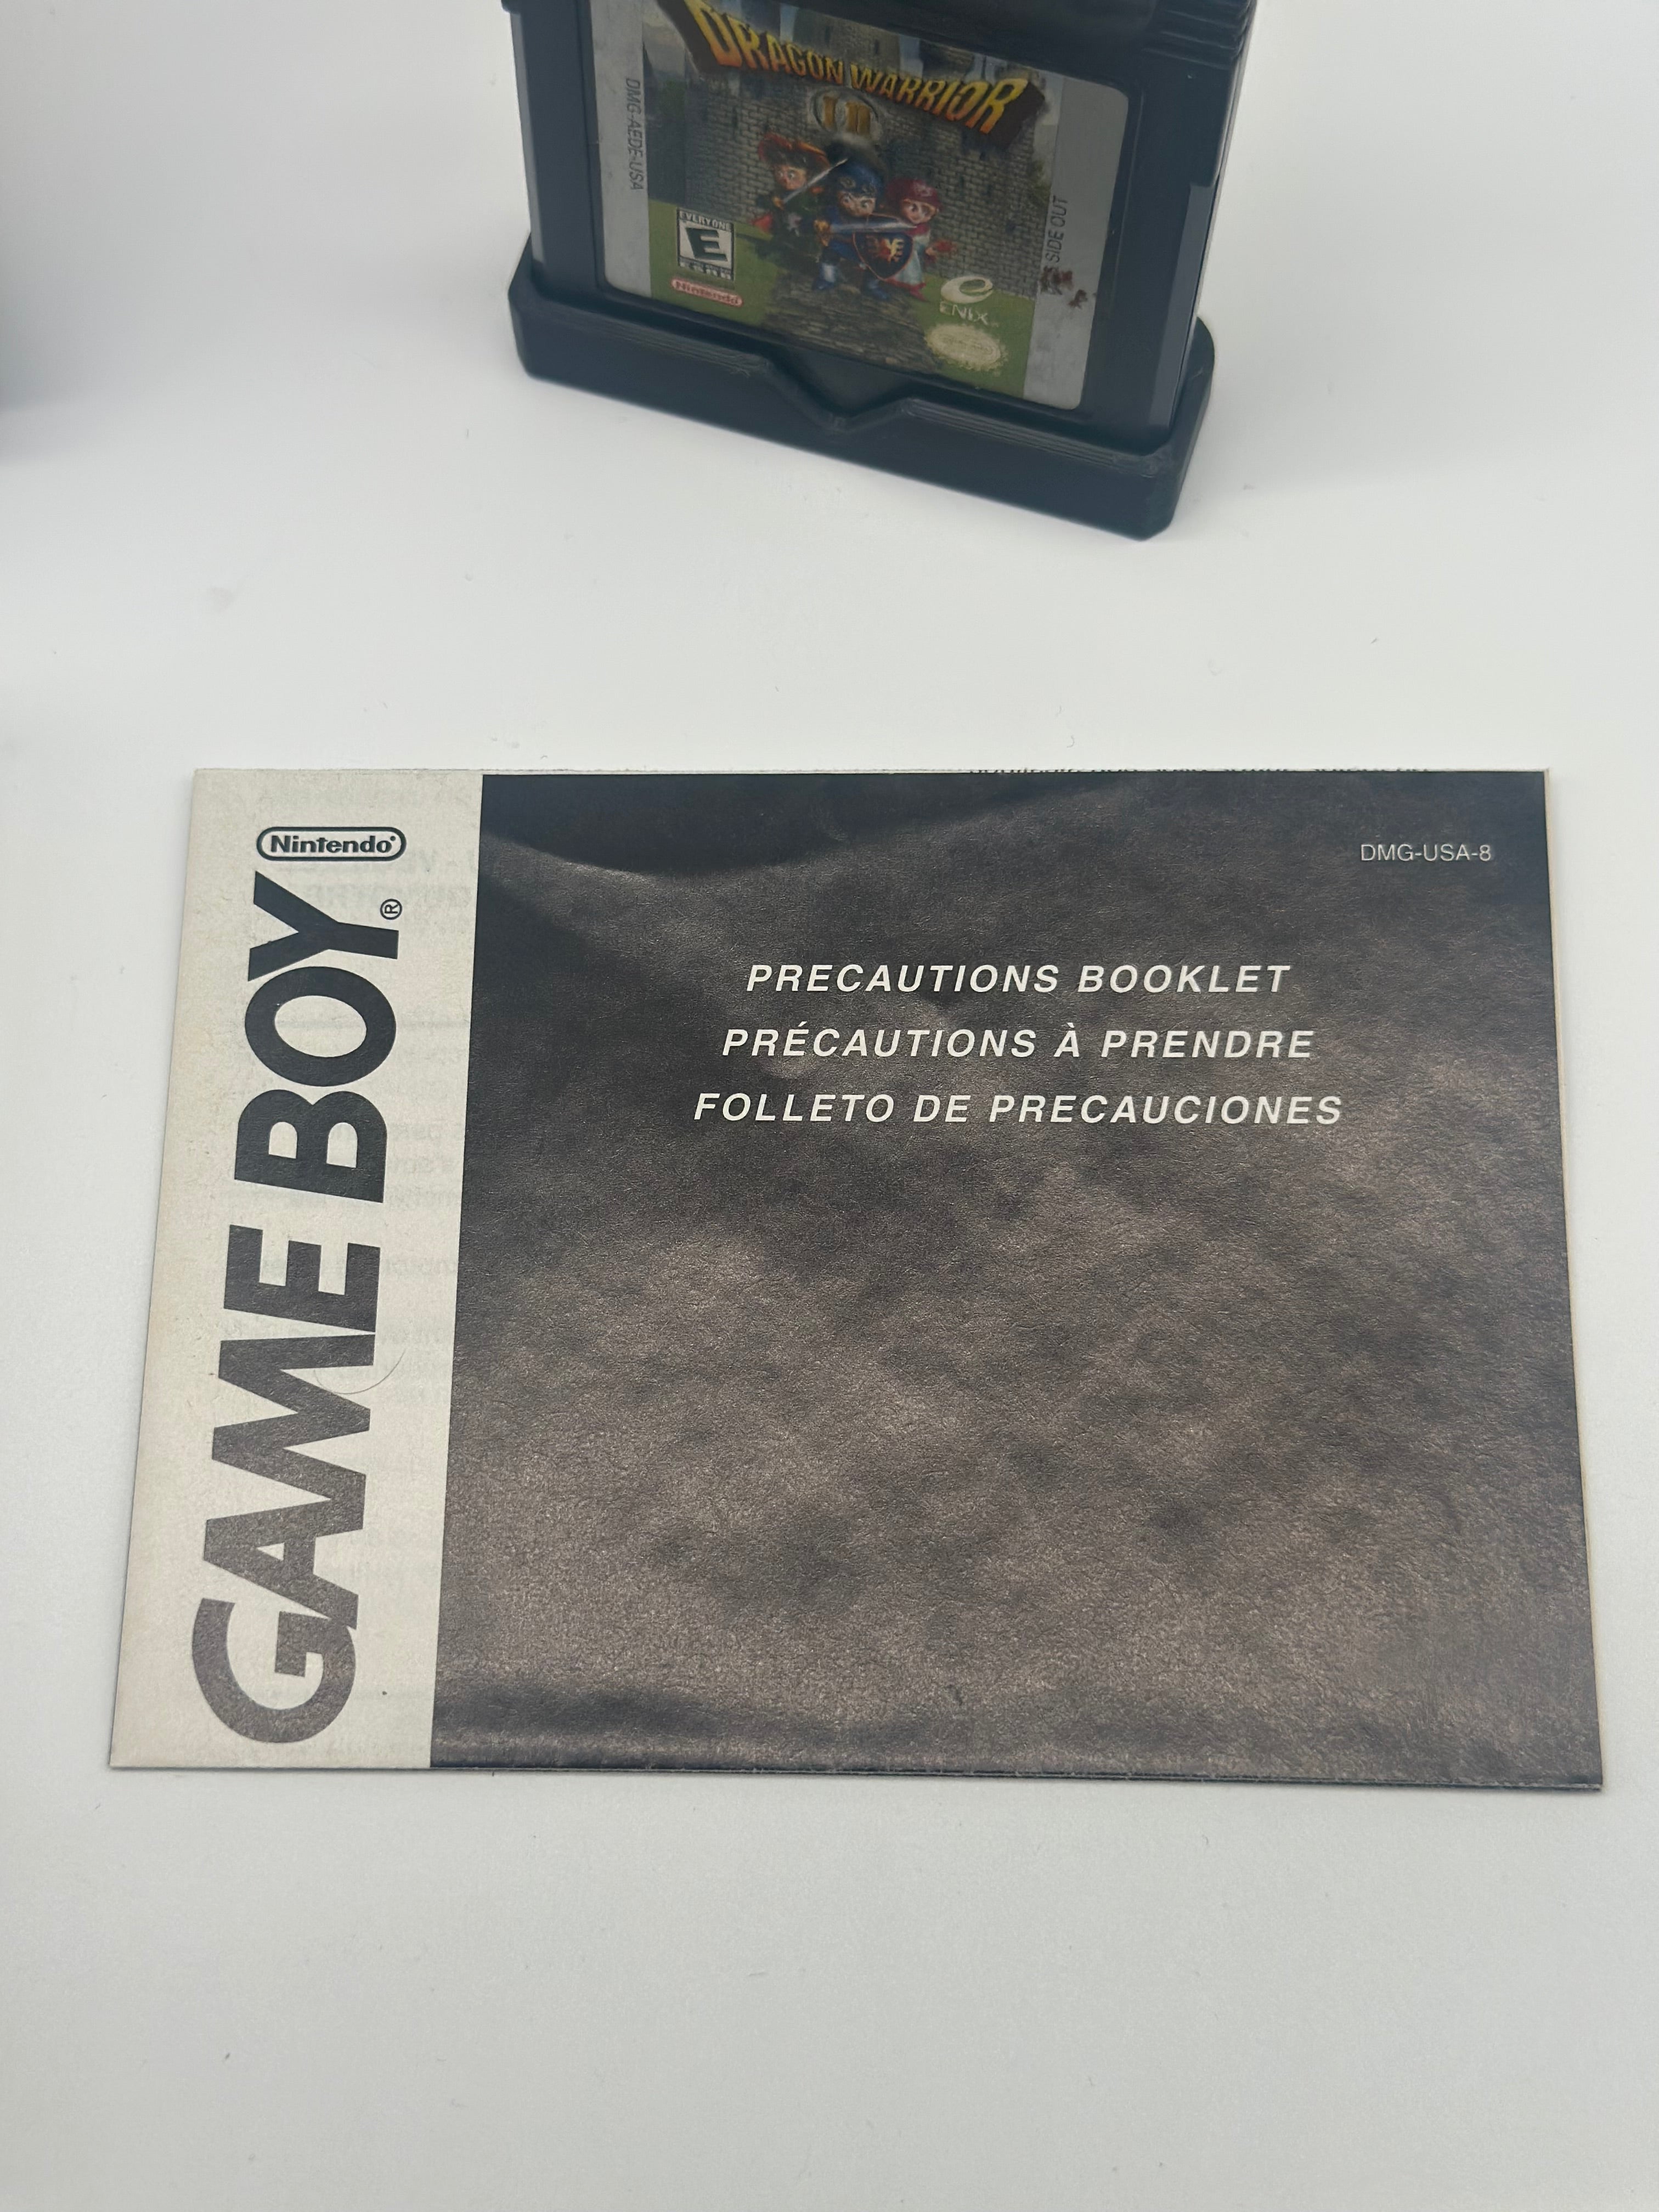 DRAGON WARRIOR
I II
DMG-AEDE-USA
EVERYONE
E
ESRB
Nintendo
SIDE OUT
ENIX
Nintendo®
GAME BOY®
DMG-USA-8
PRECAUTIONS BOOKLET
PRÉCAUTIONS À PRENDRE
FOLLETO DE PRECAUCIONES